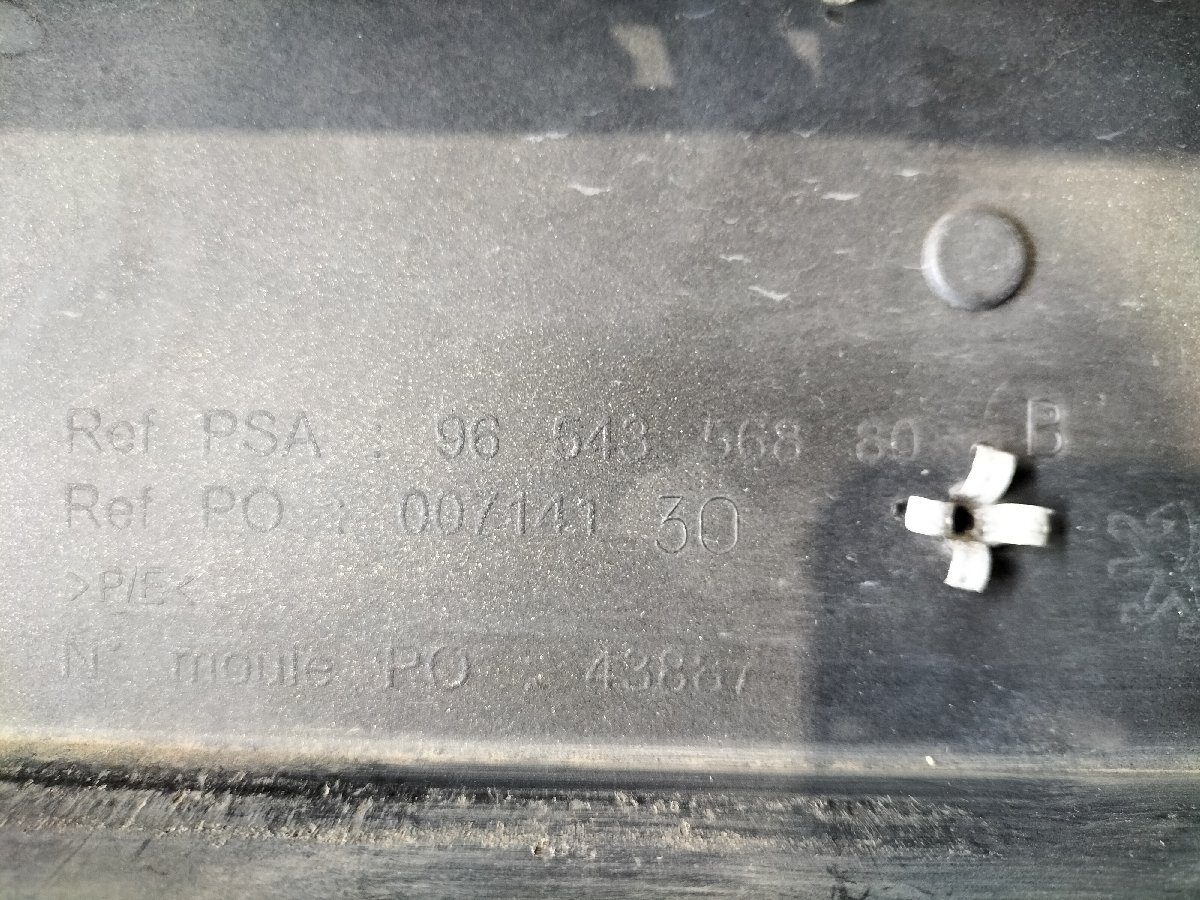 Ref PSA : 96 543 568 80 B
Ref PO : 007141 30
>P/E<
N° moule PO : 43887